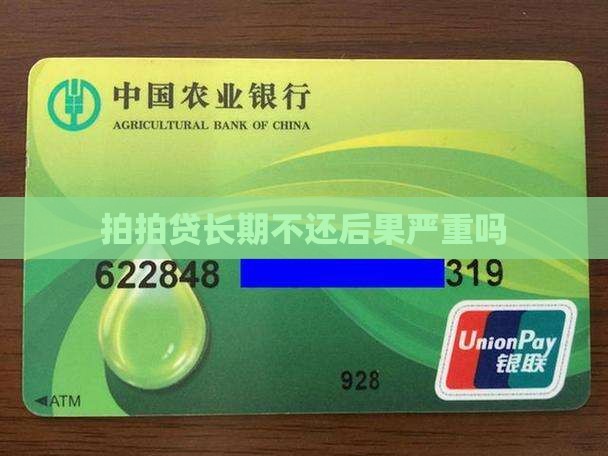 中国农业银行
AGRICULTURAL BANK OF CHINA
拍拍贷长期不还后果严重吗
622848 319
UnionPay
银联
928
◀ATM